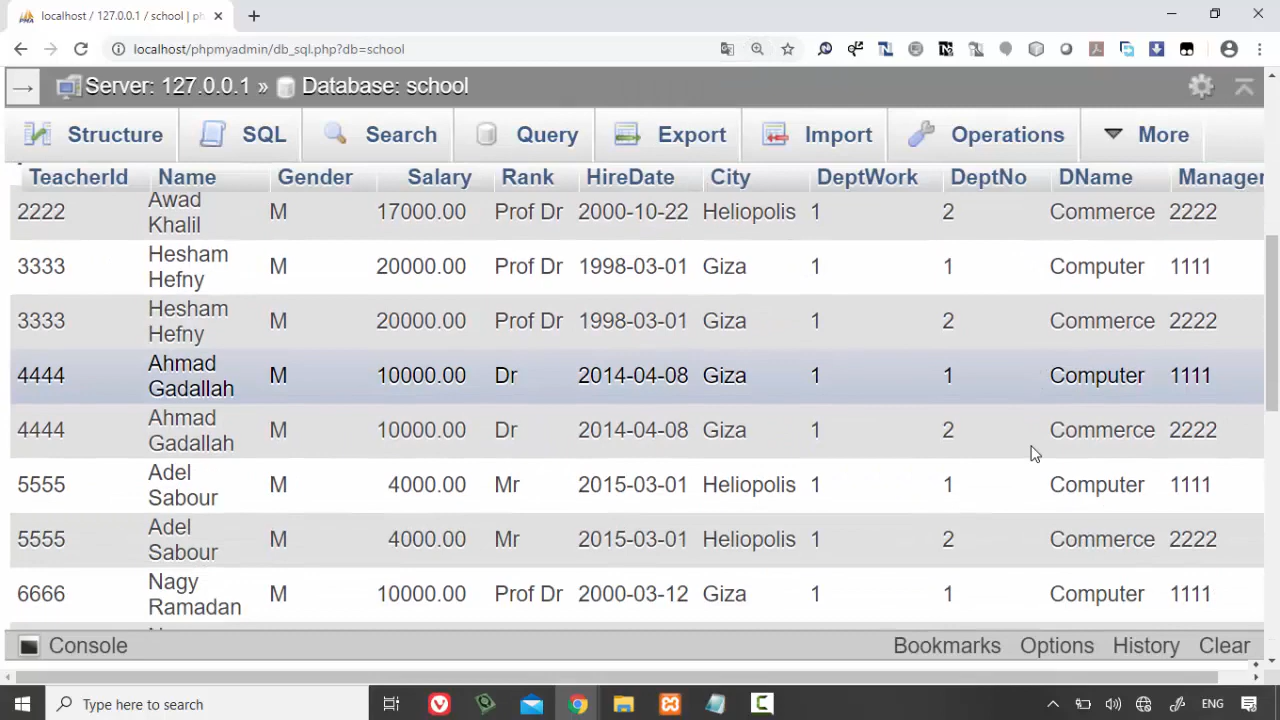 localhost / 127.0.0.1 / school | ph
localhost/phpmyadmin/db_sql.php?db=school
Server: 127.0.0.1 » Database: school
Structure SQL Search Query Export Import Operations More
TeacherId Name Gender Salary Rank HireDate City DeptWork DeptNo DName Manager
2222 Awad Khalil M 17000.00 Prof Dr 2000-10-22 Heliopolis 1 2 Commerce 2222
3333 Hesham Hefny M 20000.00 Prof Dr 1998-03-01 Giza 1 1 Computer 1111
3333 Hesham Hefny M 20000.00 Prof Dr 1998-03-01 Giza 1 2 Commerce 2222
4444 Ahmad Gadallah M 10000.00 Dr 2014-04-08 Giza 1 1 Computer 1111
4444 Ahmad Gadallah M 10000.00 Dr 2014-04-08 Giza 1 2 Commerce 2222
5555 Adel Sabour M 4000.00 Mr 2015-03-01 Heliopolis 1 1 Computer 1111
5555 Adel Sabour M 4000.00 Mr 2015-03-01 Heliopolis 1 2 Commerce 2222
6666 Nagy Ramadan M 10000.00 Prof Dr 2000-03-12 Giza 1 1 Computer 1111
Console Bookmarks Options History Clear
Type here to search ENG